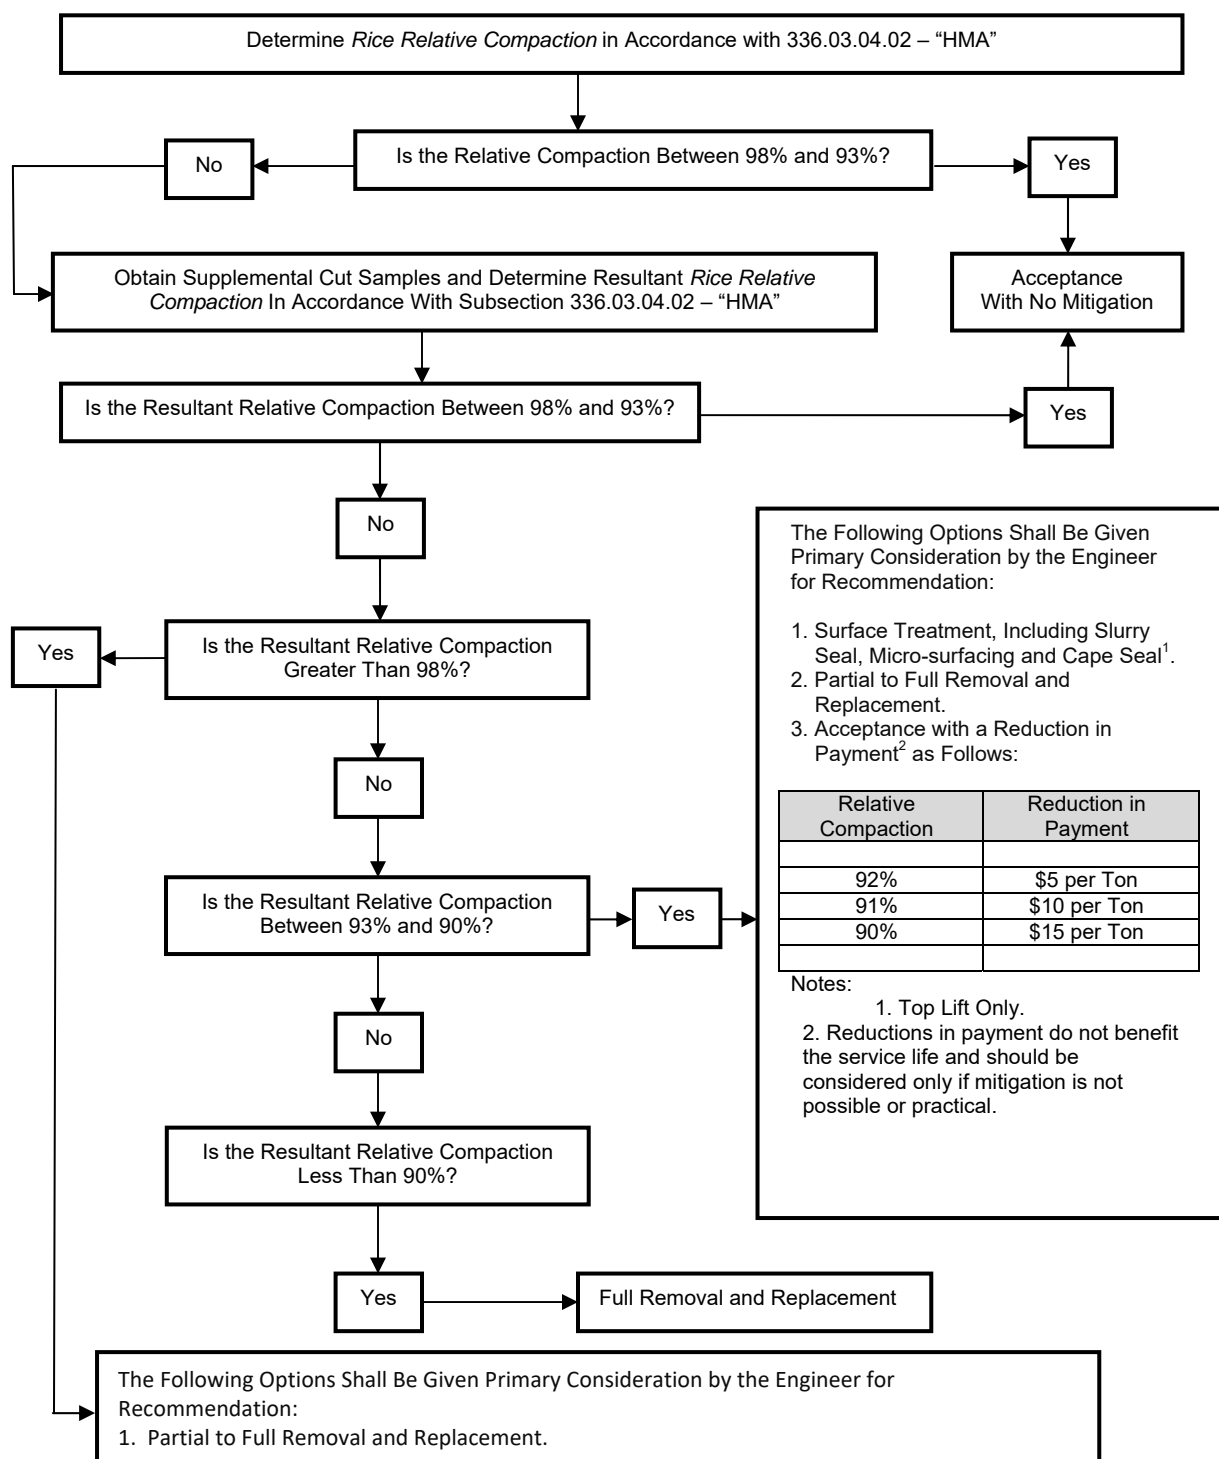 Determine Rice Relative Compaction in Accordance with 336.03.04.02 – “HMA”
Is the Relative Compaction Between 98% and 93%?
No
Yes
Obtain Supplemental Cut Samples and Determine Resultant Rice Relative
Compaction In Accordance With Subsection 336.03.04.02 – “HMA”
Acceptance
With No Mitigation
Is the Resultant Relative Compaction Between 98% and 93%?
Yes
No
Is the Resultant Relative Compaction
Greater Than 98%?
Yes
No
Is the Resultant Relative Compaction
Between 93% and 90%?
Yes
The Following Options Shall Be Given
Primary Consideration by the Engineer
for Recommendation:
1. Surface Treatment, Including Slurry
Seal, Micro-surfacing and Cape Seal1.
2. Partial to Full Removal and
Replacement.
3. Acceptance with a Reduction in
Payment2 as Follows:
Relative
Compaction
Reduction in
Payment
92% $5 per Ton
91% $10 per Ton
90% $15 per Ton
Notes:
1. Top Lift Only.
2. Reductions in payment do not benefit
the service life and should be
considered only if mitigation is not
possible or practical.
No
Is the Resultant Relative Compaction
Less Than 90%?
Yes
Full Removal and Replacement
The Following Options Shall Be Given Primary Consideration by the Engineer for
Recommendation:
1. Partial to Full Removal and Replacement.